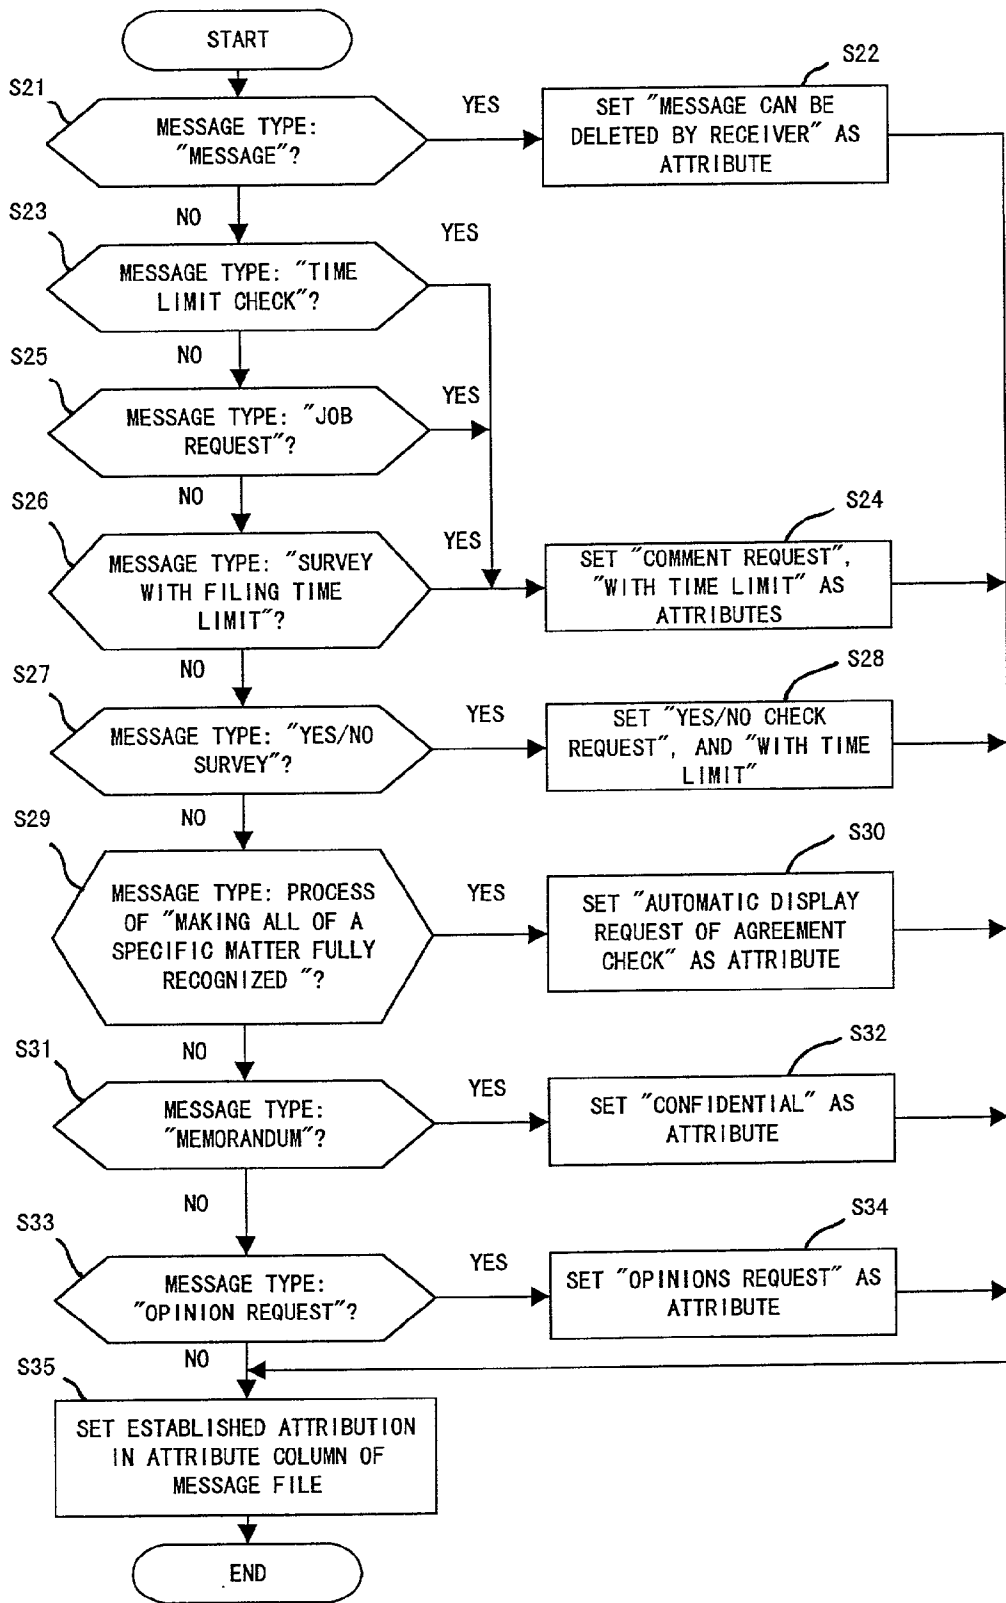 START
S21
MESSAGE TYPE:
"MESSAGE"?
YES
S22
SET "MESSAGE CAN BE
DELETED BY RECEIVER" AS
ATTRIBUTE
NO
S23
MESSAGE TYPE: "TIME
LIMIT CHECK"?
YES
NO
S25
MESSAGE TYPE: "JOB
REQUEST"?
YES
NO
S26
MESSAGE TYPE: "SURVEY
WITH FILING TIME
LIMIT"?
YES
S24
SET "COMMENT REQUEST",
"WITH TIME LIMIT" AS
ATTRIBUTES
NO
S27
MESSAGE TYPE: "YES/NO
SURVEY"?
YES
S28
SET "YES/NO CHECK
REQUEST", AND "WITH TIME
LIMIT"
NO
S29
MESSAGE TYPE: PROCESS
OF "MAKING ALL OF A
SPECIFIC MATTER FULLY
RECOGNIZED "?
YES
S30
SET "AUTOMATIC DISPLAY
REQUEST OF AGREEMENT
CHECK" AS ATTRIBUTE
NO
S31
MESSAGE TYPE:
"MEMORANDUM"?
YES
S32
SET "CONFIDENTIAL" AS
ATTRIBUTE
NO
S33
MESSAGE TYPE:
"OPINION REQUEST"?
YES
S34
SET "OPINIONS REQUEST" AS
ATTRIBUTE
NO
S35
SET ESTABLISHED ATTRIBUTION
IN ATTRIBUTE COLUMN OF
MESSAGE FILE
END